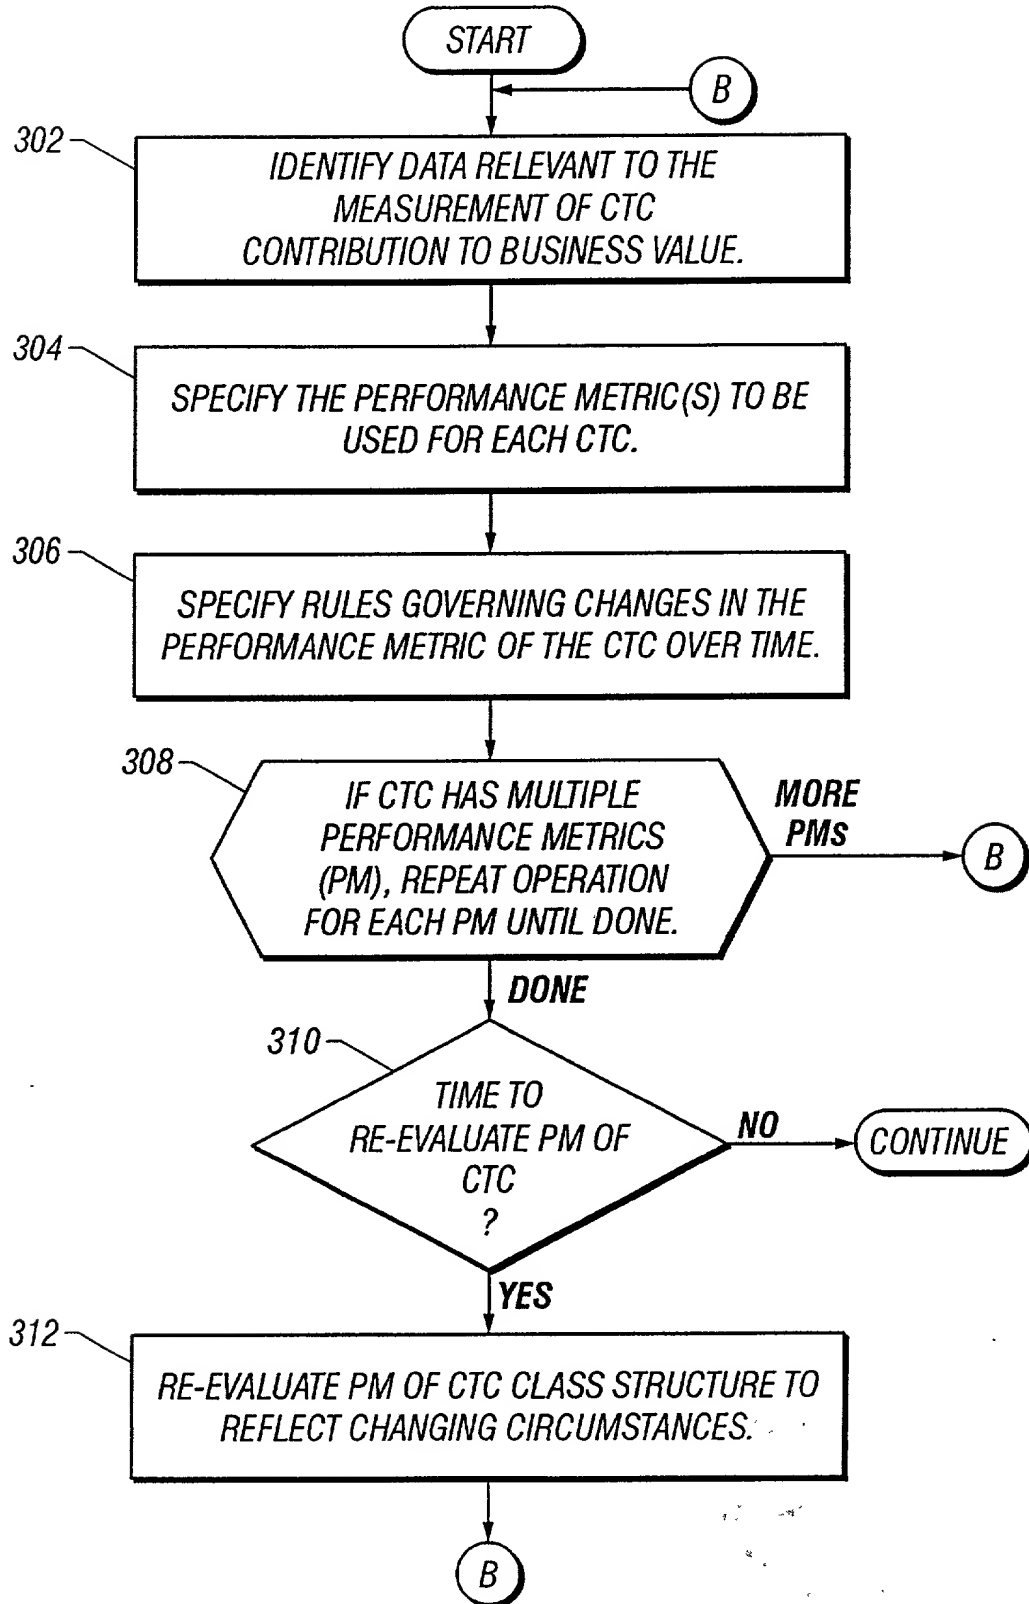 START
B
302
IDENTIFY DATA RELEVANT TO THE
MEASUREMENT OF CTC
CONTRIBUTION TO BUSINESS VALUE.
304
SPECIFY THE PERFORMANCE METRIC(S) TO BE
USED FOR EACH CTC.
306
SPECIFY RULES GOVERNING CHANGES IN THE
PERFORMANCE METRIC OF THE CTC OVER TIME.
308
IF CTC HAS MULTIPLE
PERFORMANCE METRICS
(PM), REPEAT OPERATION
FOR EACH PM UNTIL DONE.
MORE
PMs
B
DONE
310
TIME TO
RE-EVALUATE PM OF
CTC
?
NO
CONTINUE
YES
312
RE-EVALUATE PM OF CTC CLASS STRUCTURE TO
REFLECT CHANGING CIRCUMSTANCES.
B